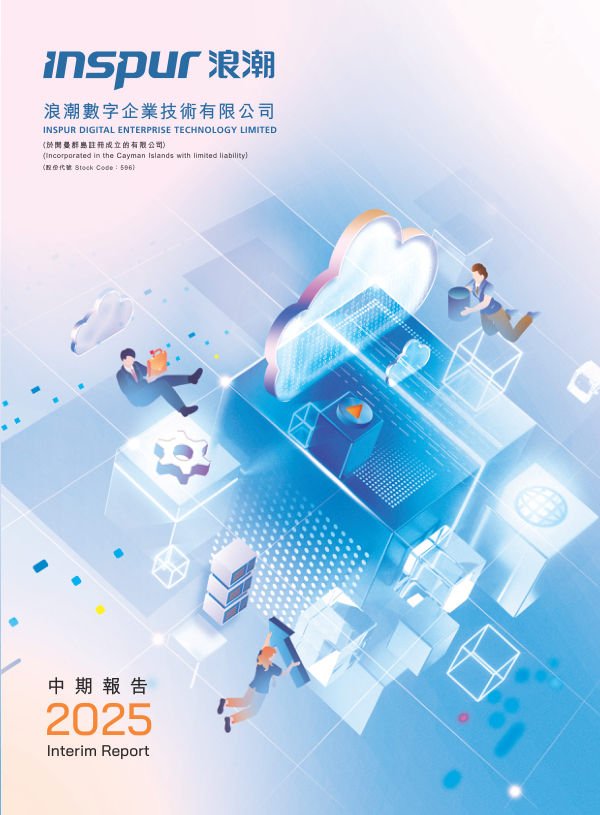 inspur 浪潮
浪潮數字企業技術有限公司
INSPUR DIGITAL ENTERPRISE TECHNOLOGY LIMITED
(於開曼群島註冊成立的有限公司)
(Incorporated in the Cayman Islands with limited liability)
(股份代號 Stock Code：596)
中期報告
2025
Interim Report